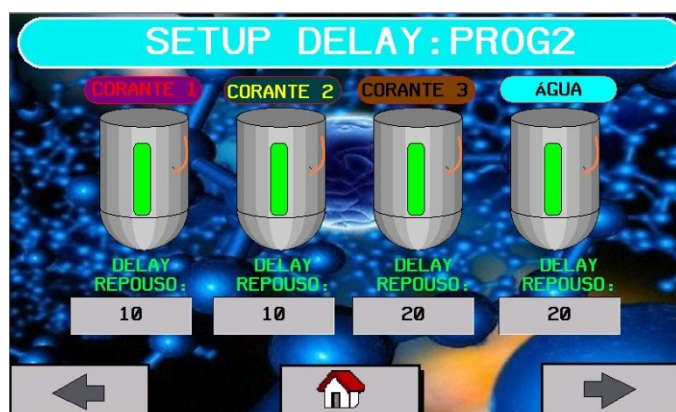 SETUP DELAY:PROG2
CORANTE 1 CORANTE 2 CORANTE 3 áGUA
DELAY DELAY DELAY DELAY
REPOUSO: REPOUSO: REPOUSO: REPOUSO:
10 10 20 20